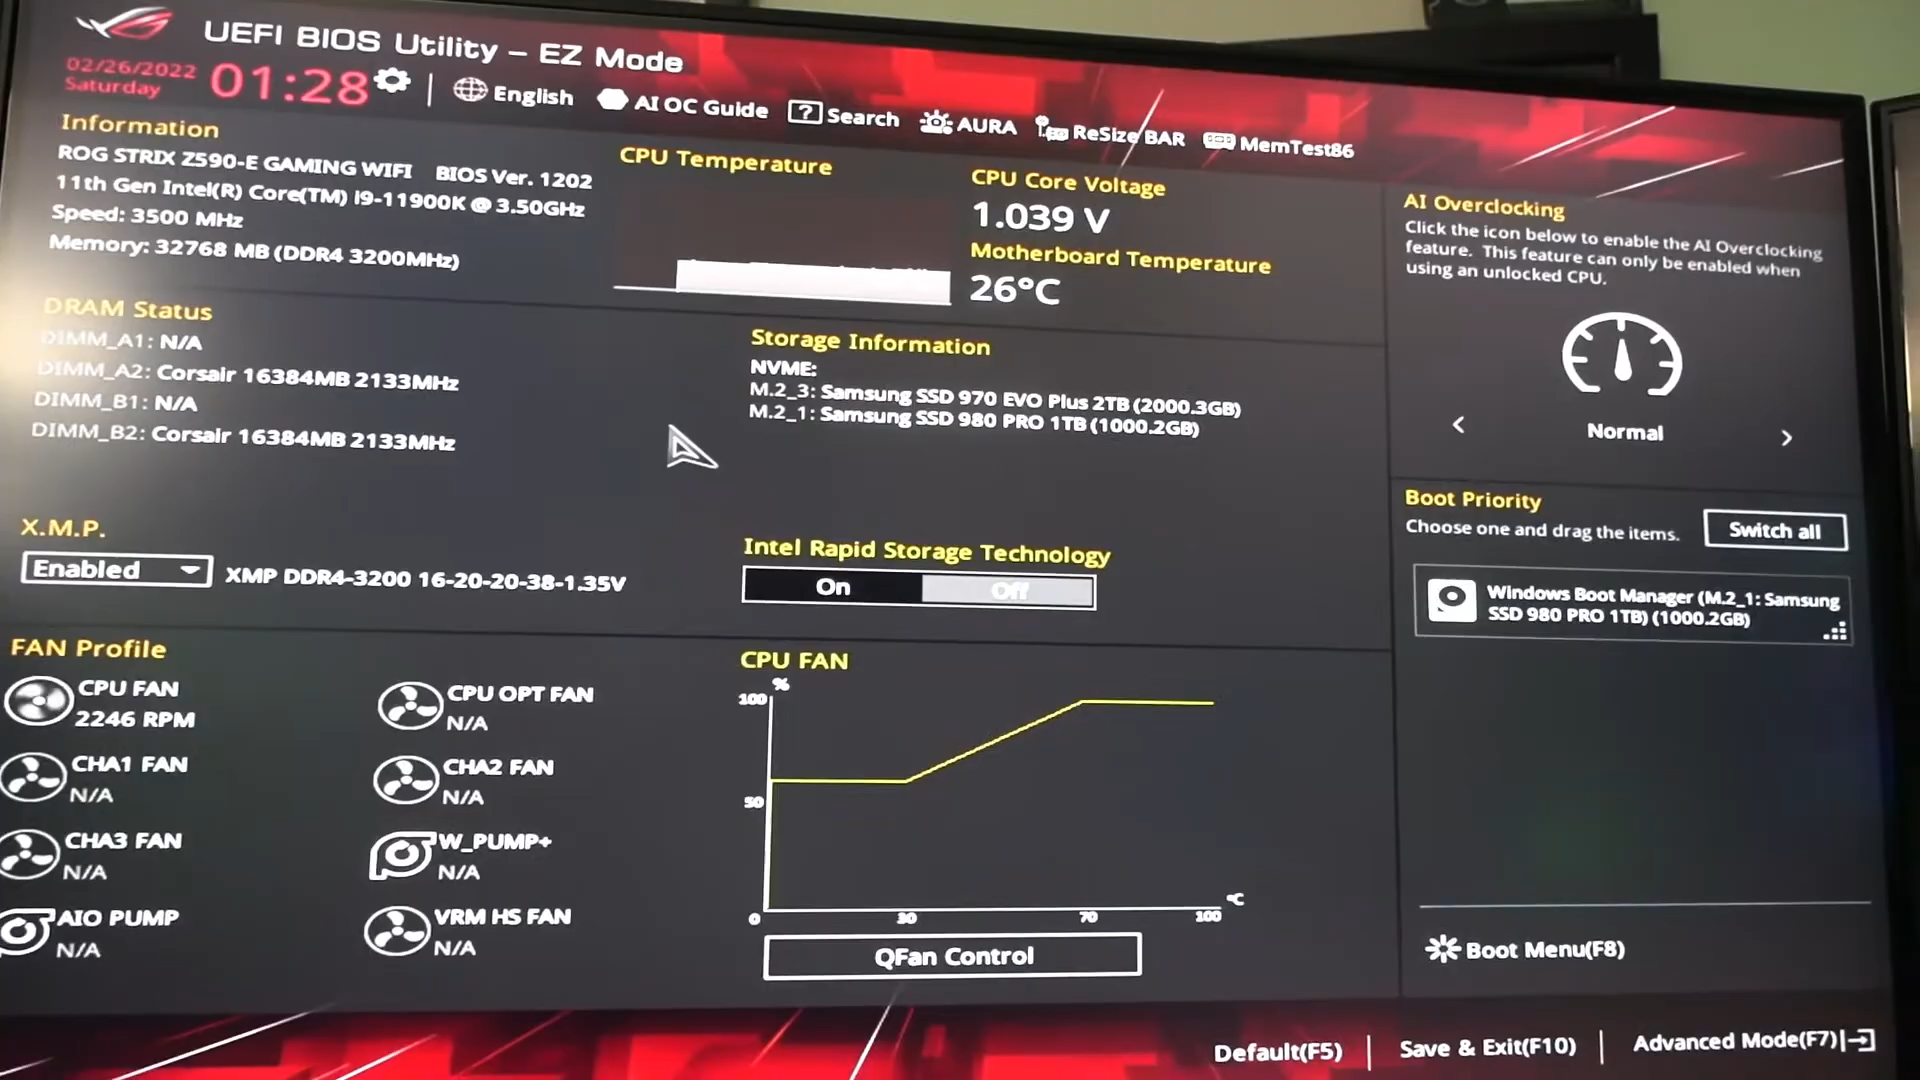 UEFI BIOS Utility – EZ Mode
02/26/2022
Saturday
01:28
English
AI OC Guide
? Search
AURA
ReSize BAR
MemTest86
Information
ROG STRIX Z590-E GAMING WIFI BIOS Ver. 1202
11th Gen Intel(R) Core(TM) i9-11900K @ 3.50GHz
Speed: 3500 MHz
Memory: 32768 MB (DDR4 3200MHz)
CPU Temperature
CPU Core Voltage
1.039 V
Motherboard Temperature
26°C
AI Overclocking
Click the icon below to enable the AI Overclocking
feature. This feature can only be enabled when
using an unlocked CPU.
Normal
DRAM Status
DIMM_A1: N/A
DIMM_A2: Corsair 16384MB 2133MHz
DIMM_B1: N/A
DIMM_B2: Corsair 16384MB 2133MHz
Storage Information
NVME:
M.2_3: Samsung SSD 970 EVO Plus 2TB (2000.3GB)
M.2_1: Samsung SSD 980 PRO 1TB (1000.2GB)
X.M.P.
Enabled
XMP DDR4-3200 16-20-20-38-1.35V
Intel Rapid Storage Technology
On
Off
Boot Priority
Choose one and drag the items.
Switch all
Windows Boot Manager (M.2_1: Samsung
SSD 980 PRO 1TB) (1000.2GB)
FAN Profile
CPU FAN
2246 RPM
CPU OPT FAN
N/A
CHA1 FAN
N/A
CHA2 FAN
N/A
CHA3 FAN
N/A
W_PUMP+
N/A
AIO PUMP
N/A
VRM HS FAN
N/A
CPU FAN
%
100
50
0
30
70
100
°C
QFan Control
Boot Menu(F8)
Default(F5)
Save & Exit(F10)
Advanced Mode(F7)